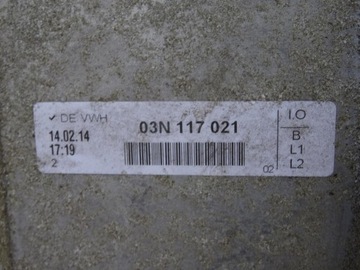 ✓ DE VWH
14.02.14
17:19
2
03N 117 021
02
I.O
B
L1
L2